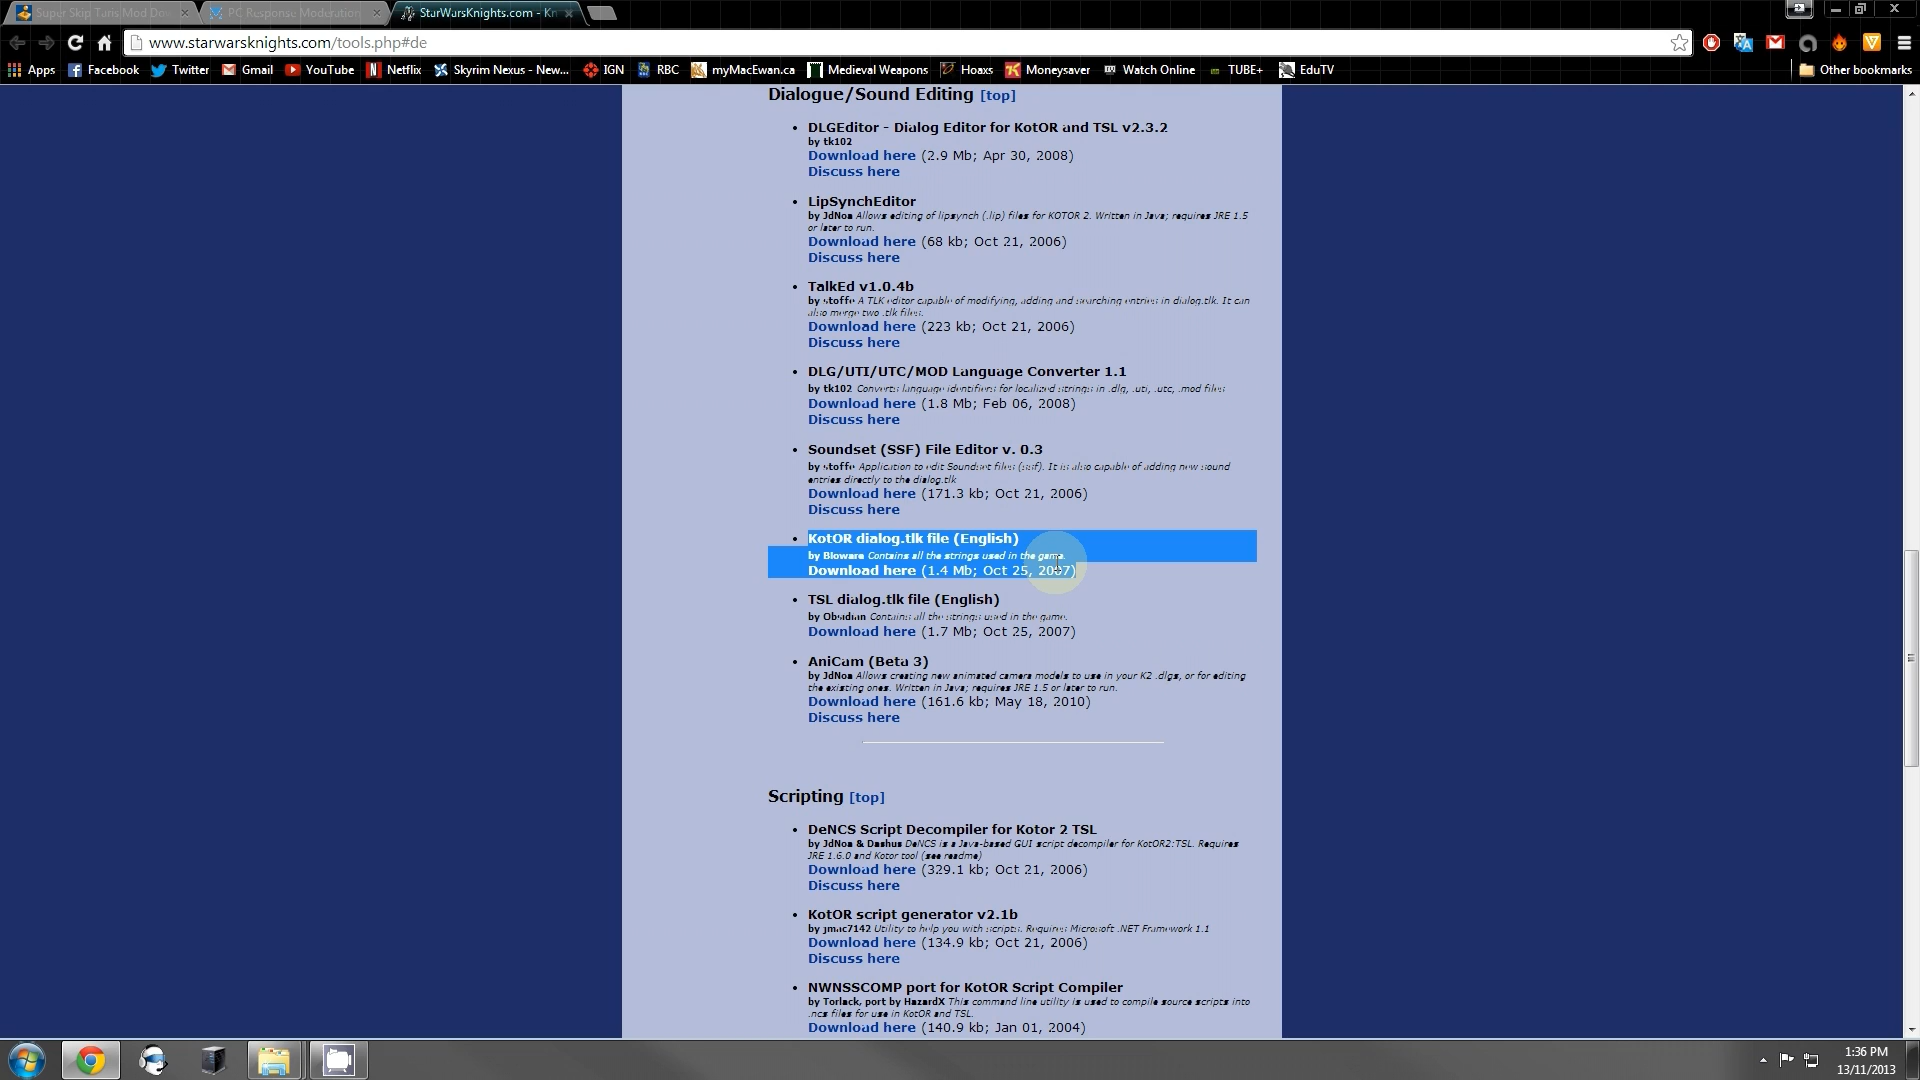 Super Skip Taris Mod Do
PC Response Moderation
StarWarsKnights.com - Kn
www.starwarsknights.com/tools.php#de
Apps Facebook Twitter Gmail YouTube Netflix Skyrim Nexus - New... IGN RBC myMacEwan.ca Medieval Weapons Hoaxs Moneysaver Watch Online TUBE+ EduTV Other bookmarks
Dialogue/Sound Editing [top]
DLGEditor - Dialog Editor for KotOR and TSL v2.3.2
by tk102
Download here (2.9 Mb; Apr 30, 2008)
Discuss here
LipSynchEditor
by JdNoa Allows editing of lipsynch (.lip) files for KOTOR 2. Written in Java; requires JRE 1.5
or later to run.
Download here (68 kb; Oct 21, 2006)
Discuss here
TalkEd v1.0.4b
by stoffe A TLK editor capable of modifying, adding and searching entries in dialog.tlk. It can
also merge two .tlk files.
Download here (223 kb; Oct 21, 2006)
Discuss here
DLG/UTI/UTC/MOD Language Converter 1.1
by tk102 Converts language identifiers for localized strings in .dlg, .uti, .utc, .mod files
Download here (1.8 Mb; Feb 06, 2008)
Discuss here
Soundset (SSF) File Editor v. 0.3
by stoffe Application to edit Soundset files (ssf). It is also capable of adding new sound
entries directly to the dialog.tlk
Download here (171.3 kb; Oct 21, 2006)
Discuss here
KotOR dialog.tlk file (English)
by Bioware Contains all the strings used in the game.
Download here (1.4 Mb; Oct 25, 2007)
TSL dialog.tlk file (English)
by Obsidian Contains all the strings used in the game.
Download here (1.7 Mb; Oct 25, 2007)
AniCam (Beta 3)
by JdNoa Allows creating new animated camera models to use in your K2 .dlgs, or for editing
the existing ones. Written in Java; requires JRE 1.5 or later to run.
Download here (161.6 kb; May 18, 2010)
Discuss here
Scripting [top]
DeNCS Script Decompiler for Kotor 2 TSL
by JdNoa & Dashus DeNCS is a Java-based GUI script decompiler for KotOR2:TSL. Requires
JRE 1.6.0 and Kotor tool (see readme)
Download here (329.1 kb; Oct 21, 2006)
Discuss here
KotOR script generator v2.1b
by jmac7142 Utility to help you with scripts. Requires Microsoft .NET Framework 1.1
Download here (134.9 kb; Oct 21, 2006)
Discuss here
NWNSSCOMP port for KotOR Script Compiler
by Torlack, port by HazardX This command line utility is used to compile source scripts into
.ncs files for use in KotOR and TSL.
Download here (140.9 kb; Jan 01, 2004)
1:36 PM
13/11/2013